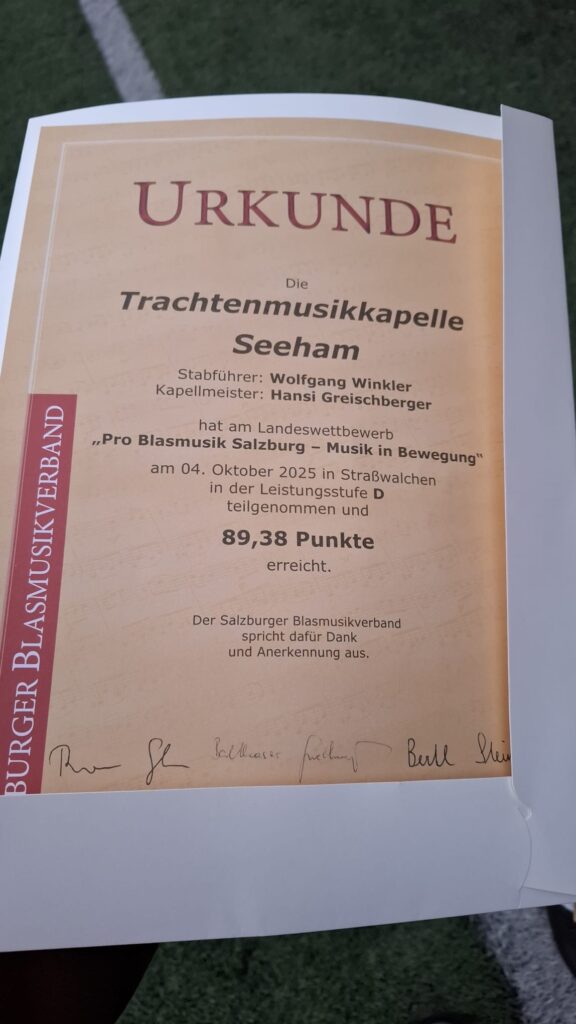 URKUNDE
Die
Trachtenmusikkapelle
Seeham
Stabführer: Wolfgang Winkler
Kapellmeister: Hansi Greischberger
hat am Landeswettbewerb
„Pro Blasmusik Salzburg – Musik in Bewegung“
am 04. Oktober 2025 in Straßwalchen
in der Leistungsstufe D
teilgenommen und
89,38 Punkte
erreicht.
Der Salzburger Blasmusikverband
spricht dafür Dank
und Anerkennung aus.
BURGER BLASMUSIKVERBAND